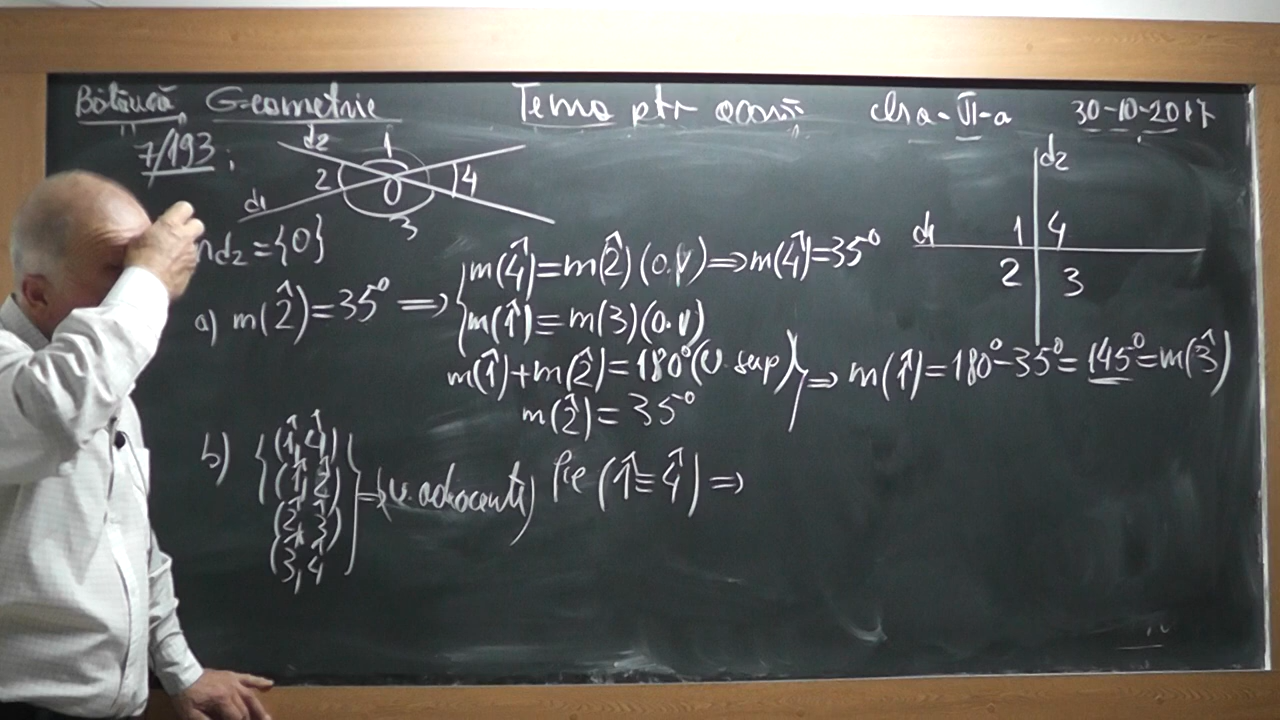 Geometrie Tema ptr acasă cls a-VI-a 30-10-2017
7/193;
d2 1 2 O 4 d1 3
d2 d1 1 4 2 3
∩d2={O}
a) m(2̂)=35° ⇒ { m(4̂)=m(2̂)(o.v)⇒m(4̂)=35°
m(1̂)=m(3)(o.v)
m(1̂)+m(2̂)=180°(u.sup) } ⇒ m(1̂)=180°-35°=145°=m(3̂)
m(2̂)=35°
b) { (1̂,4̂)
(1̂,2̂) } ⇒ (u.adiacente) Fie (1̂≡4̂) ⇒
(2̂,3̂)
(3̂,4̂